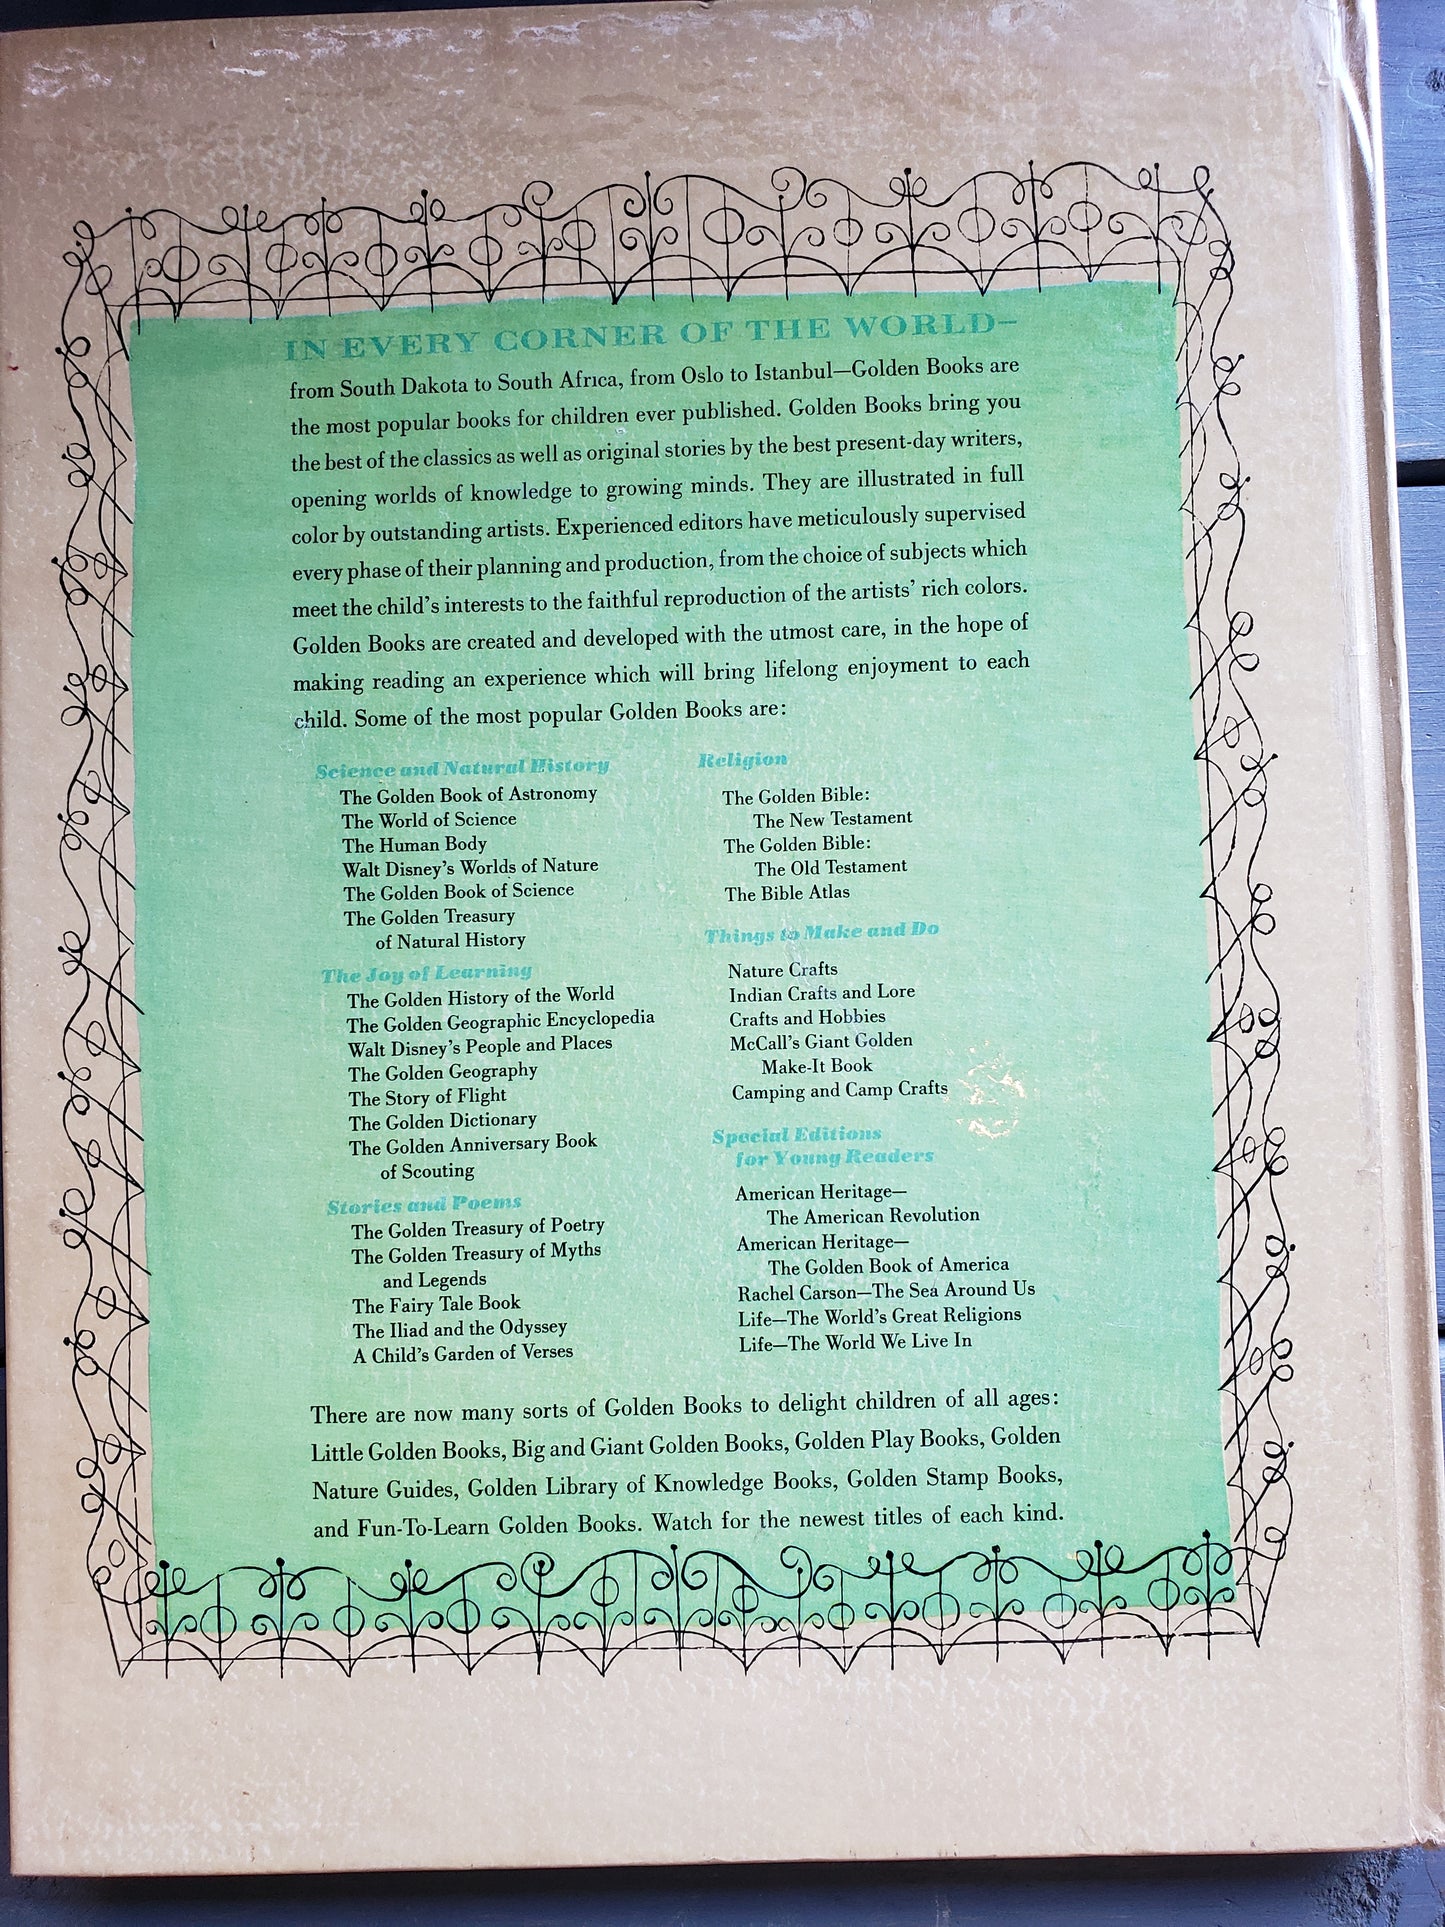 IN EVERY CORNER OF THE WORLD—
from South Dakota to South Africa, from Oslo to Istanbul—Golden Books are
the most popular books for children ever published. Golden Books bring you
the best of the classics as well as original stories by the best present-day writers,
opening worlds of knowledge to growing minds. They are illustrated in full
color by outstanding artists. Experienced editors have meticulously supervised
every phase of their planning and production, from the choice of subjects which
meet the child's interests to the faithful reproduction of the artists' rich colors.
Golden Books are created and developed with the utmost care, in the hope of
making reading an experience which will bring lifelong enjoyment to each
child. Some of the most popular Golden Books are:
Science and Natural History
The Golden Book of Astronomy
The World of Science
The Human Body
Walt Disney's Worlds of Nature
The Golden Book of Science
The Golden Treasury
of Natural History
The Joy of Learning
The Golden History of the World
The Golden Geographic Encyclopedia
Walt Disney's People and Places
The Golden Geography
The Story of Flight
The Golden Dictionary
The Golden Anniversary Book
of Scouting
Stories and Poems
The Golden Treasury of Poetry
The Golden Treasury of Myths
and Legends
The Fairy Tale Book
The Iliad and the Odyssey
A Child's Garden of Verses
Religion
The Golden Bible:
The New Testament
The Golden Bible:
The Old Testament
The Bible Atlas
Things to Make and Do
Nature Crafts
Indian Crafts and Lore
Crafts and Hobbies
McCall's Giant Golden
Make-It Book
Camping and Camp Crafts
Special Editions
for Young Readers
American Heritage—
The American Revolution
American Heritage—
The Golden Book of America
Rachel Carson—The Sea Around Us
Life—The World's Great Religions
Life—The World We Live In
There are now many sorts of Golden Books to delight children of all ages:
Little Golden Books, Big and Giant Golden Books, Golden Play Books, Golden
Nature Guides, Golden Library of Knowledge Books, Golden Stamp Books,
and Fun-To-Learn Golden Books. Watch for the newest titles of each kind.